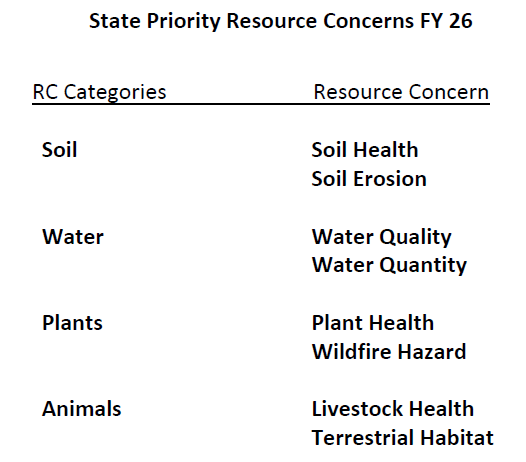 State Priority Resource Concerns FY 26
RC Categories Resource Concern
Soil Soil Health
Soil Erosion
Water Water Quality
Water Quantity
Plants Plant Health
Wildfire Hazard
Animals Livestock Health
Terrestrial Habitat